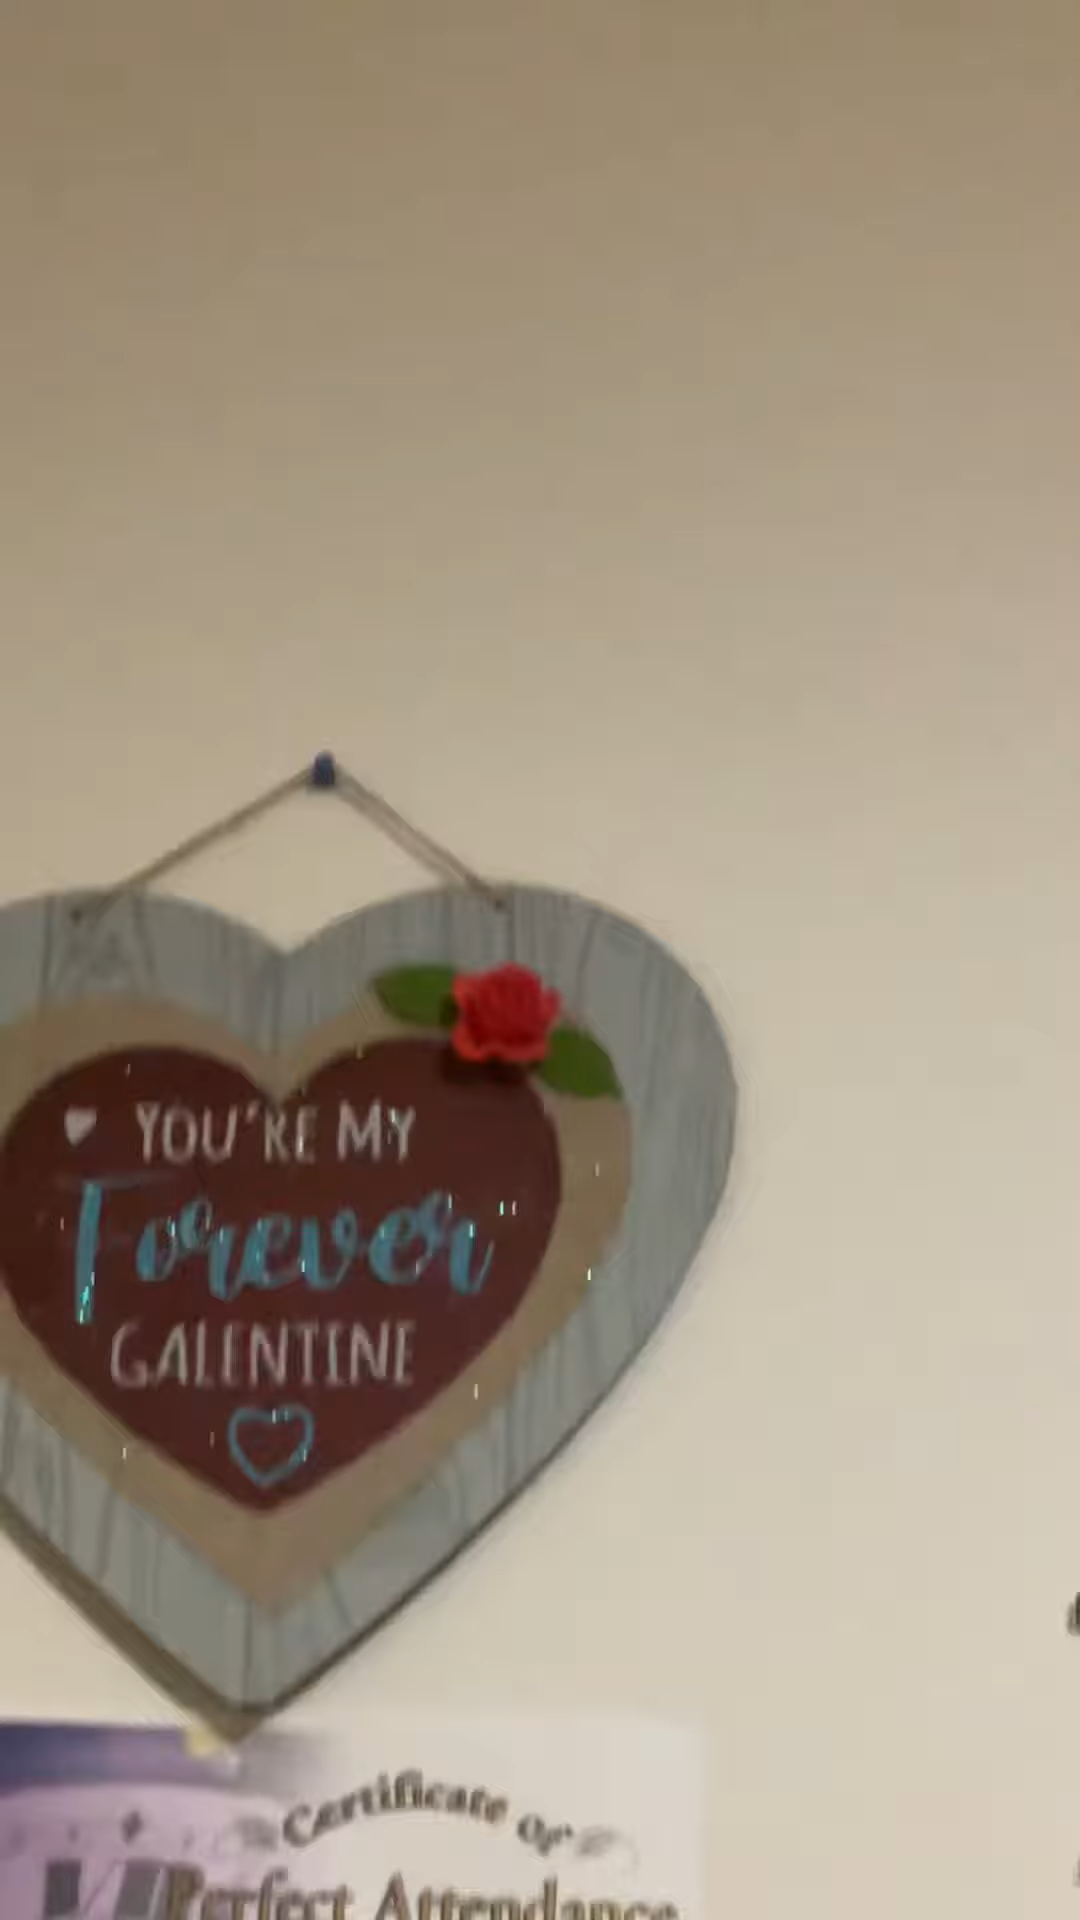 YOU'RE MY
Forever
GALENTINE
Certificate of
Perfect Attendance